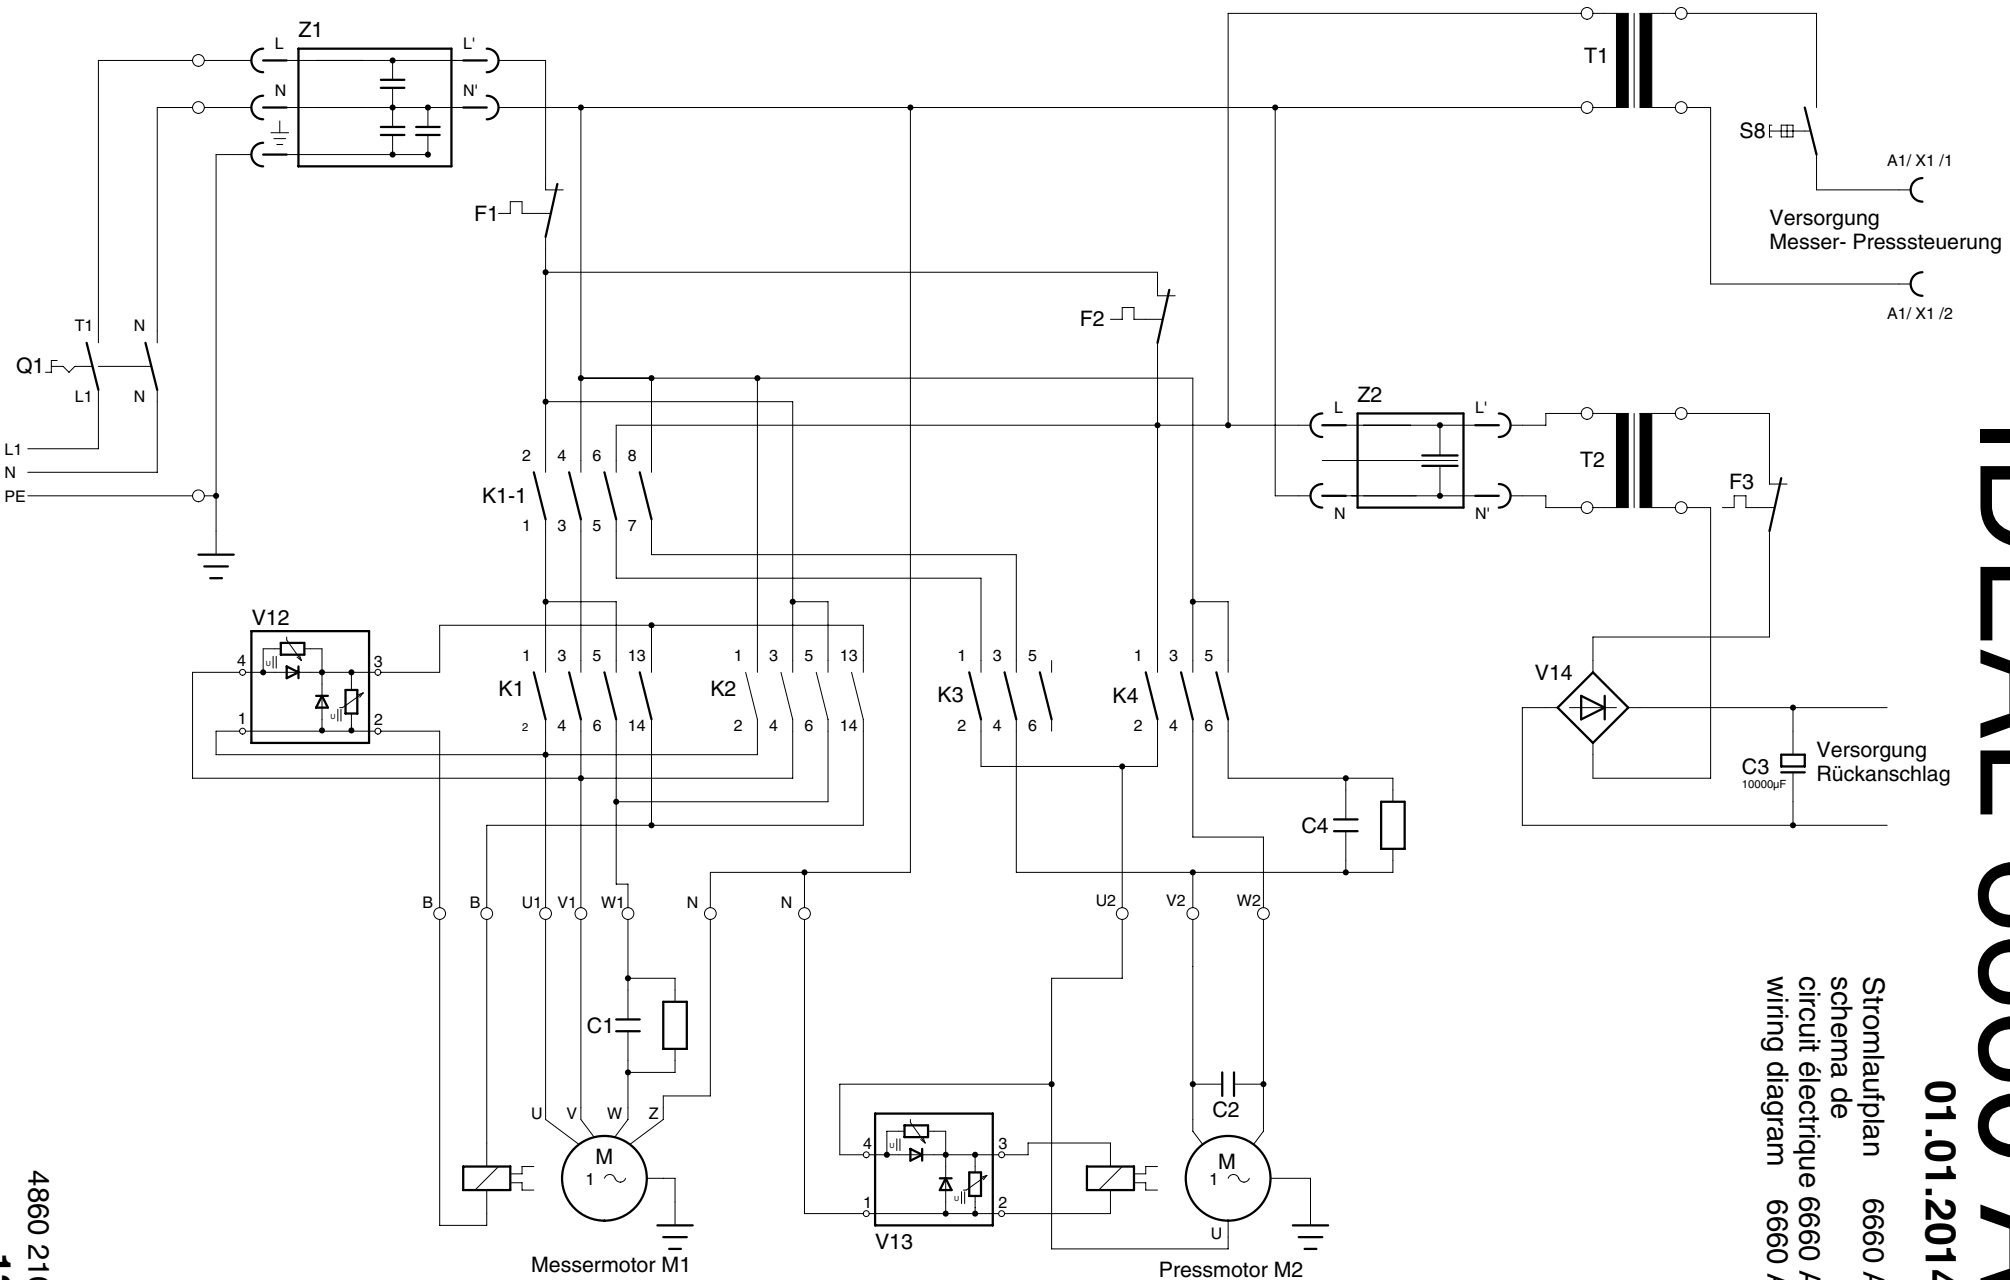 Z1
L
L'
N
N'
T1
S8
A1/ X1 /1
Versorgung
Messer- Presssteuerung
A1/ X1 /2
F1
F2
T1
N
Q1
L1
N
L1
N
PE
Z2
L
L'
N
N'
T2
F3
2 4 6 8
K1-1
1 3 5 7
V12
4 3
1 2
U
U
1 3 5 13
K1
2 4 6 14
1 3 5 13
K2
2 4 6 14
1 3 5
K3
2 4 6
1 3 5
K4
2 4 6
V14
C3
10000µF
Versorgung
Rückanschlag
C4
B
B
U1
V1
W1
N
N
U2
V2
W2
C1
C2
U
V
W
Z
M
1
Messermotor M1
4 3
1 2
U
U
V13
M
1
U
Pressmotor M2
01.01.2014
Stromlaufplan 6660 A
schema de
circuit électrique 6660 A
wiring diagram 6660 A
4860 210